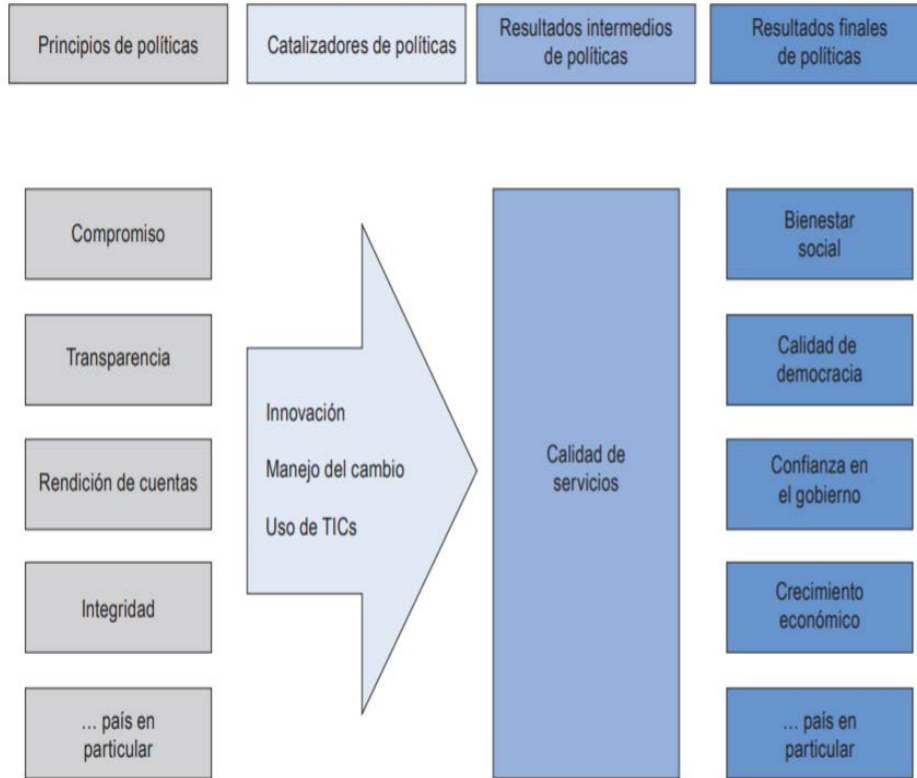 Principios de políticas
Catalizadores de políticas
Resultados intermedios
de políticas
Resultados finales
de políticas
Compromiso
Transparencia
Rendición de cuentas
Integridad
... país en
particular
Innovación
Manejo del cambio
Uso de TICs
Calidad de
servicios
Bienestar
social
Calidad de
democracia
Confianza en
el gobierno
Crecimiento
económico
... país en
particular